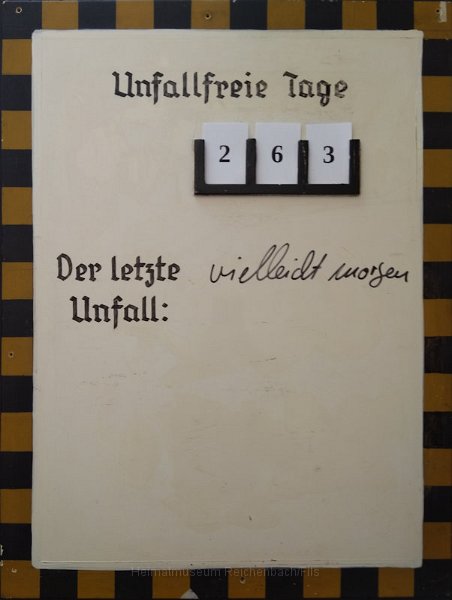 Unfallfreie Tage
2 6 3
Der letzte vielleicht morgen
Unfall:
Heimatmuseum Reichenbach/Fils